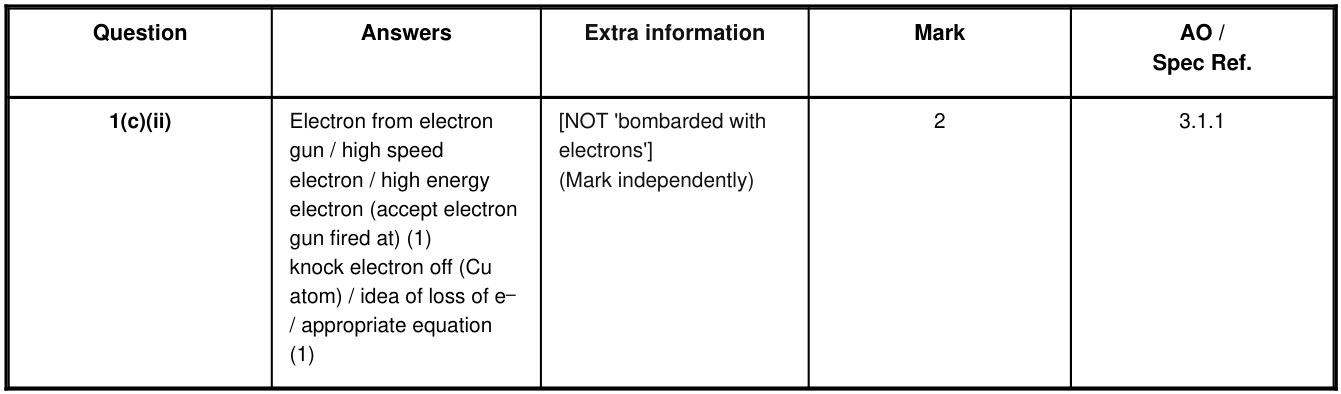 Question Answers Extra information Mark AO /
Spec Ref.
1(c)(ii)
Electron from electron
gun / high speed
electron / high energy
electron (accept electron
gun fired at) (1)
knock electron off (Cu
atom) / idea of loss of e–
/ appropriate equation
(1)
[NOT 'bombarded with
electrons']
(Mark independently)
2
3.1.1